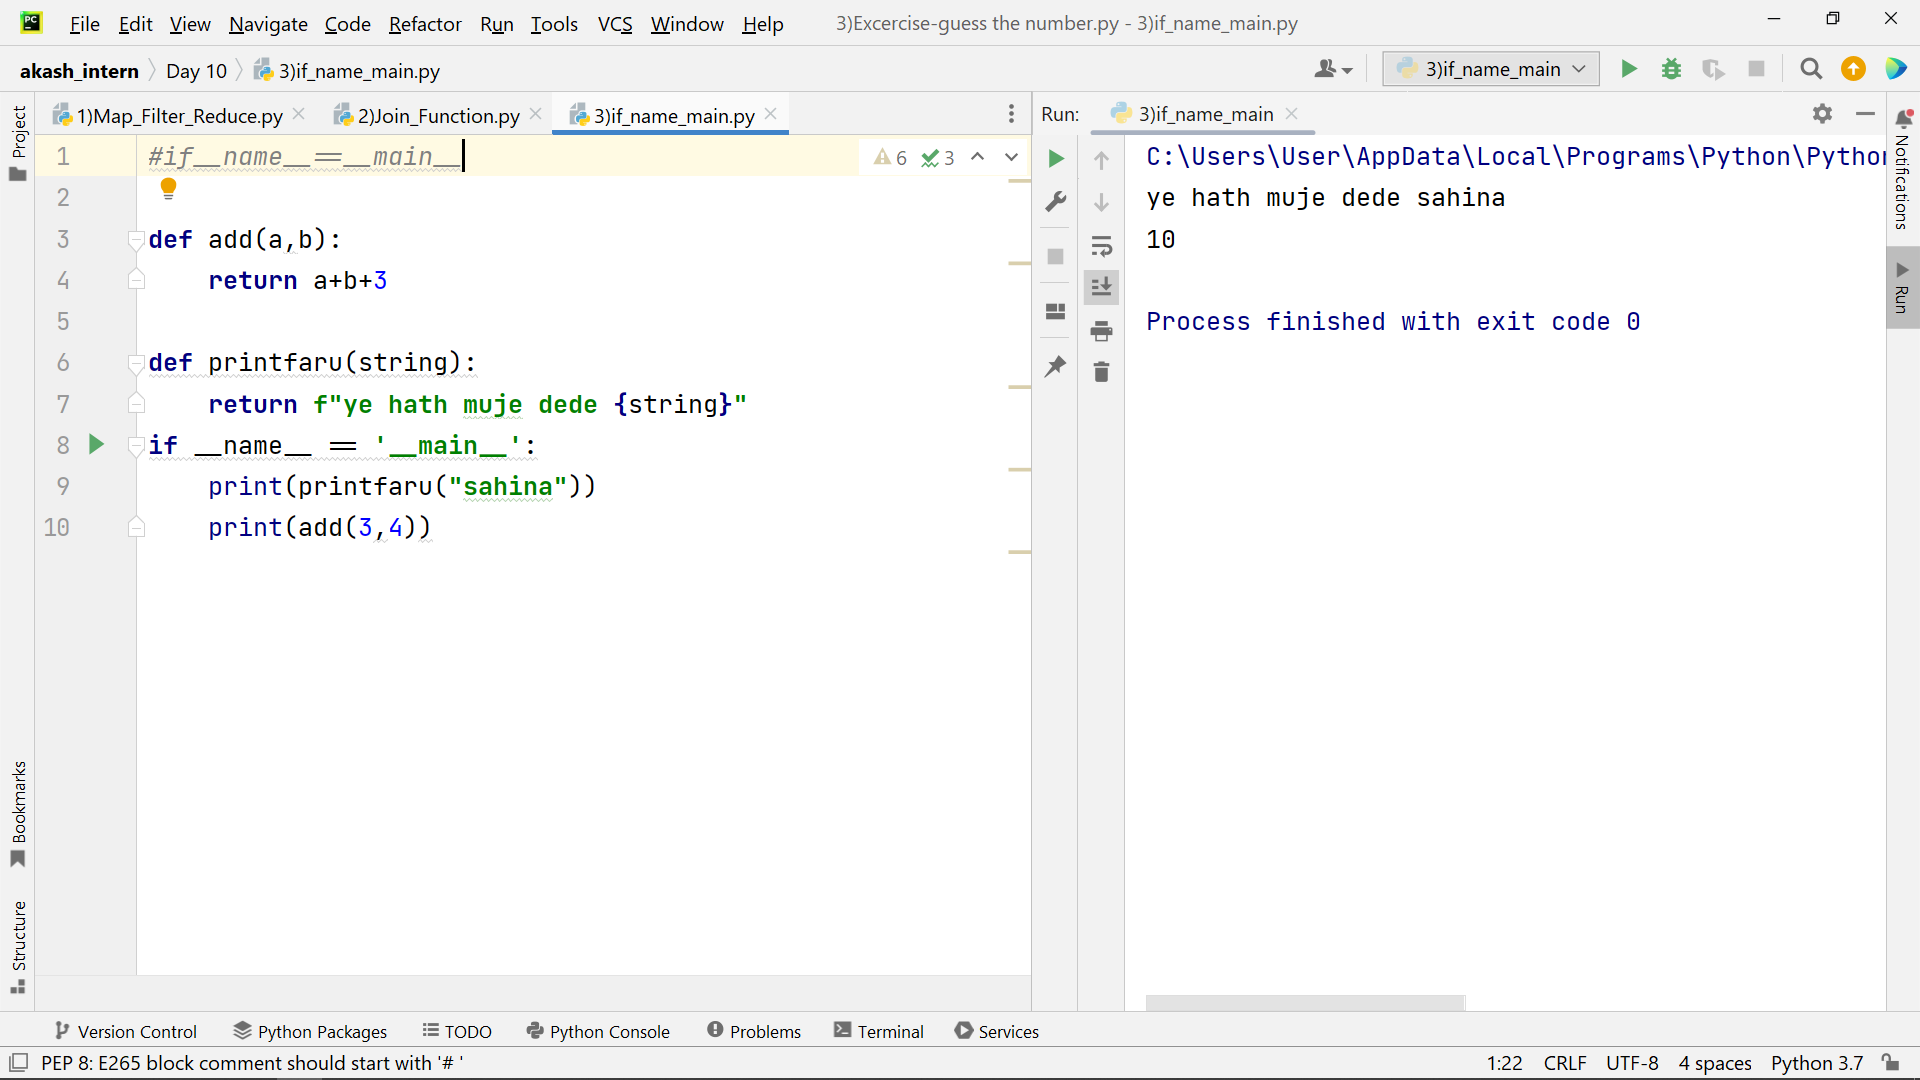 PC
File Edit View Navigate Code Refactor Run Tools VCS Window Help
3)Excercise-guess the number.py - 3)if_name_main.py
akash_intern Day 10 3)if_name_main.py
3)if_name_main
Project
1)Map_Filter_Reduce.py 2)Join_Function.py 3)if_name_main.py
1 #if__name__==__main__
6 3
2
3 def add(a,b):
4 return a+b+3
5
6 def printfaru(string):
7 return f"ye hath muje dede {string}"
8 if __name__ == '__main__':
9 print(printfaru("sahina"))
10 print(add(3,4))
Bookmarks
Structure
Run: 3)if_name_main
C:\Users\User\AppData\Local\Programs\Python\Pytho
ye hath muje dede sahina
10
Process finished with exit code 0
Notifications
Run
Version Control Python Packages TODO Python Console Problems Terminal Services
PEP 8: E265 block comment should start with '# '
1:22 CRLF UTF-8 4 spaces Python 3.7